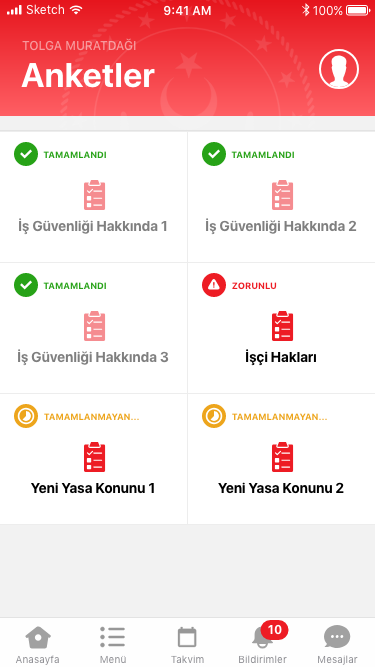 Sketch 9:41 AM 100%
TOLGA MURATDAĞI
Anketler
TAMAMLANDI TAMAMLANDI
İş Güvenliği Hakkında 1 İş Güvenliği Hakkında 2
TAMAMLANDI ZORUNLU
İş Güvenliği Hakkında 3 İşçi Hakları
TAMAMLANMAYAN... TAMAMLANMAYAN...
Yeni Yasa Konunu 1 Yeni Yasa Konunu 2
10
Anasayfa Menü Takvim Bildirimler Mesajlar